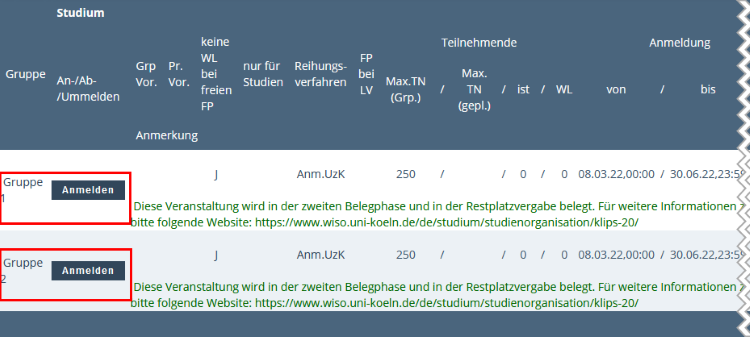 Studium
Teilnehmende Anmeldung
Gruppe An-/Ab-/Ummelden Grp Vor. Pr. Vor. keine WL bei freien FP nur für Studien Reihungs-verfahren FP bei LV Max.TN (Grp.) / Max. TN (gepl.) / ist / WL von / bis
Anmerkung
Gruppe 1 Anmelden J Anm.UzK 250 / / 0 / 0 08.03.22,00:00 / 30.06.22,23:5
Diese Veranstaltung wird in der zweiten Belegphase und in der Restplatzvergabe belegt. Für weitere Informationen
bitte folgende Website: https://www.wiso.uni-koeln.de/de/studium/studienorganisation/klips-20/
Gruppe 2 Anmelden J Anm.UzK 250 / / 0 / 0 08.03.22,00:00 / 30.06.22,23:5
Diese Veranstaltung wird in der zweiten Belegphase und in der Restplatzvergabe belegt. Für weitere Informationen
bitte folgende Website: https://www.wiso.uni-koeln.de/de/studium/studienorganisation/klips-20/